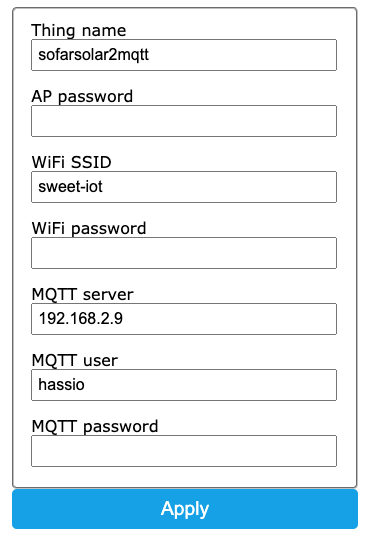 Thing name
sofarsolar2mqtt
AP password
WiFi SSID
sweet-iot
WiFi password
MQTT server
192.168.2.9
MQTT user
hassio
MQTT password
Apply